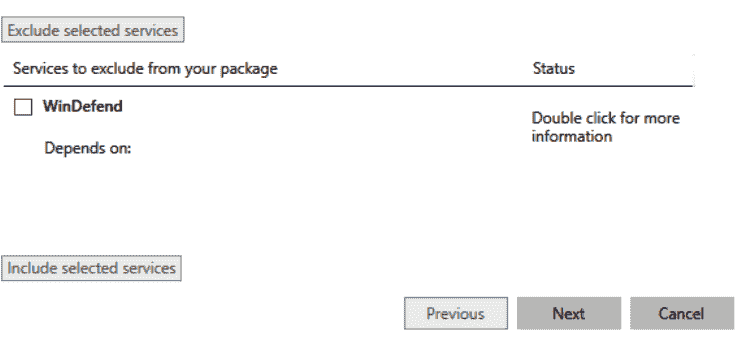 Exclude selected services
Services to exclude from your package Status
WinDefend
Double click for more
information
Depends on:
Include selected services
Previous Next Cancel